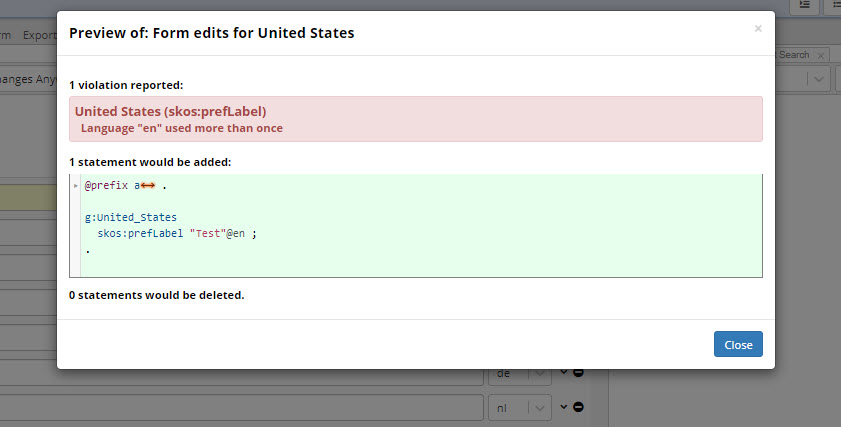 rm Export
Preview of: Form edits for United States
×
Search ×
anges Any
1 violation reported:
United States (skos:prefLabel)
Language "en" used more than once
1 statement would be added:
@prefix a↔ .
g:United_States
skos:prefLabel "Test"@en ;
.
0 statements would be deleted.
Close
de
nl